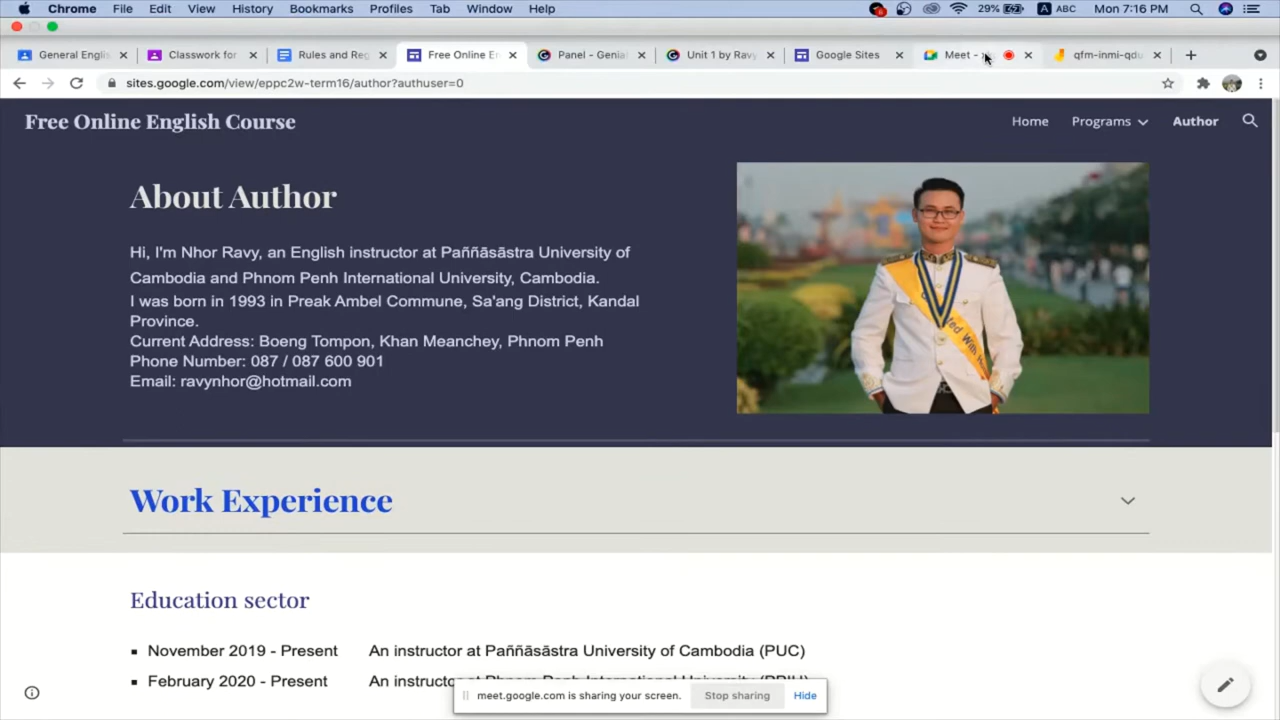 Chrome File Edit View History Bookmarks Profiles Tab Window Help 29% A ABC Mon 7:16 PM
General Engli Classwork for Rules and Reg Free Online En Panel - Genial Unit 1 by Ravy Google Sites Meet - qfm-inmi-qdu
sites.google.com/view/eppc2w-term16/author?authuser=0
Free Online English Course
Home Programs Author
About Author
Hi, I'm Nhor Ravy, an English instructor at Paññāsāstra University of
Cambodia and Phnom Penh International University, Cambodia.
I was born in 1993 in Preak Ambel Commune, Sa'ang District, Kandal
Province.
Current Address: Boeng Tompon, Khan Meanchey, Phnom Penh
Phone Number: 087 / 087 600 901
Email: ravynhor@hotmail.com
Work Experience
Education sector
November 2019 - Present An instructor at Paññāsāstra University of Cambodia (PUC)
February 2020 - Present An instructor
meet.google.com is sharing your screen. Stop sharing Hide